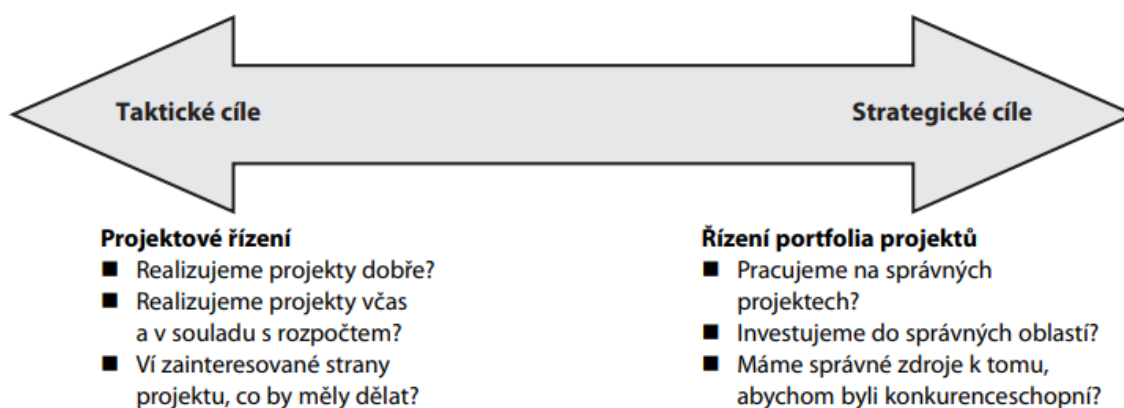 Taktické cíle
Strategické cíle
Projektové řízení
■ Realizujeme projekty dobře?
■ Realizujeme projekty včas
a v souladu s rozpočtem?
■ Ví zainteresované strany
projektu, co by měly dělat?
Řízení portfolia projektů
■ Pracujeme na správných
projektech?
■ Investujeme do správných oblastí?
■ Máme správné zdroje k tomu,
abychom byli konkurenceschopní?